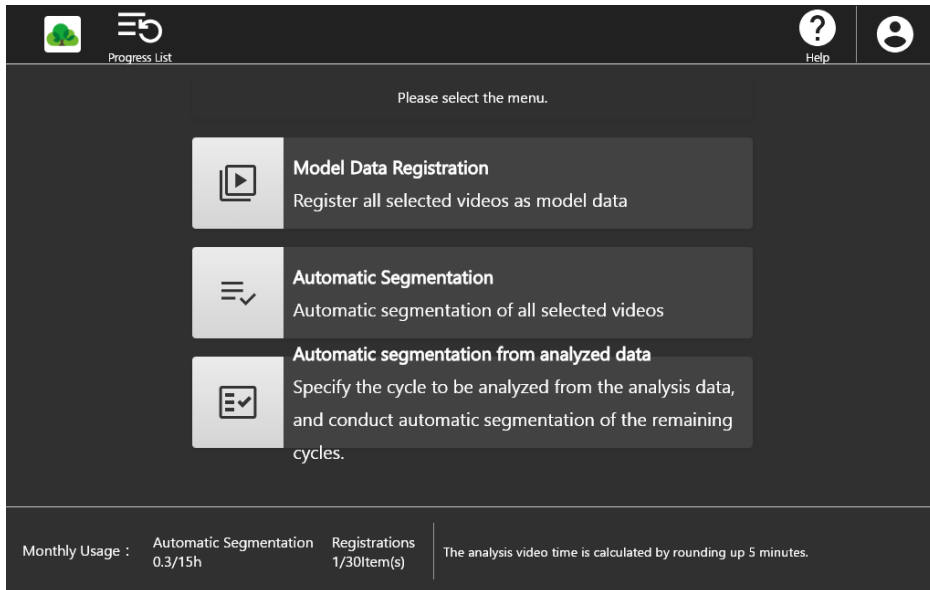 Progress List
Help
Please select the menu.
Model Data Registration
Register all selected videos as model data
Automatic Segmentation
Automatic segmentation of all selected videos
Automatic segmentation from analyzed data
Specify the cycle to be analyzed from the analysis data,
and conduct automatic segmentation of the remaining
cycles.
Monthly Usage：
Automatic Segmentation
0.3/15h
Registrations
1/30Item(s)
The analysis video time is calculated by rounding up 5 minutes.